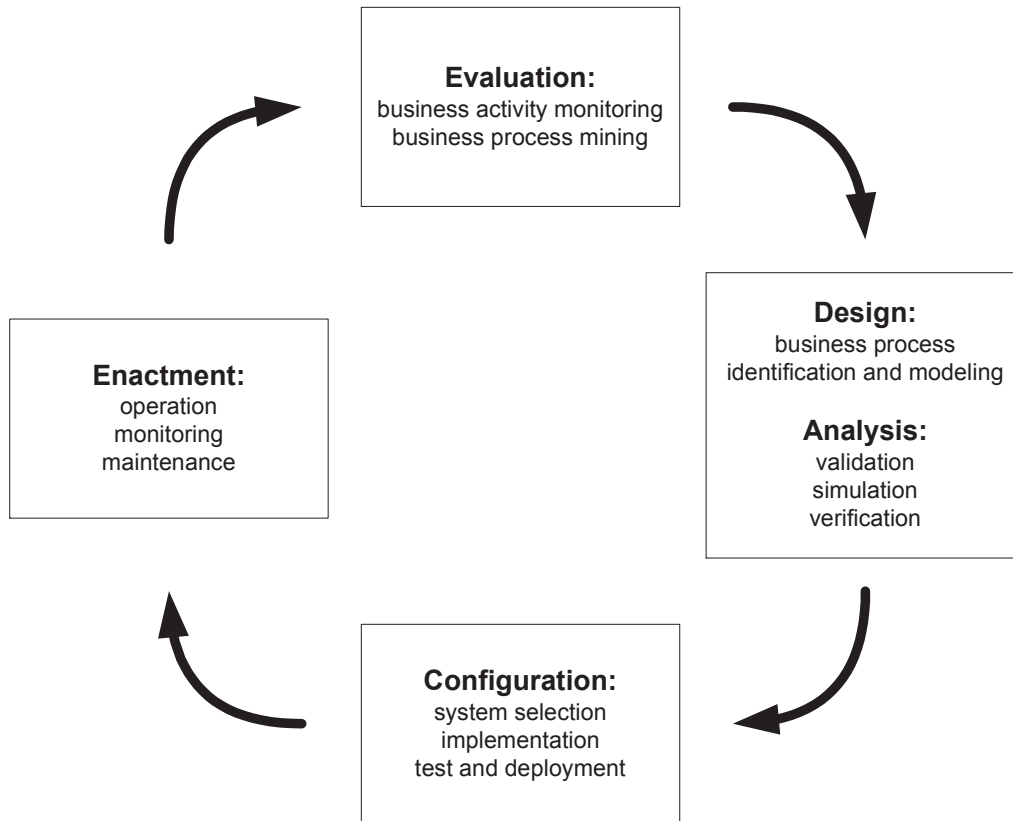 Evaluation:
business activity monitoring
business process mining
Design:
business process
identification and modeling
Analysis:
validation
simulation
verification
Enactment:
operation
monitoring
maintenance
Configuration:
system selection
implementation
test and deployment